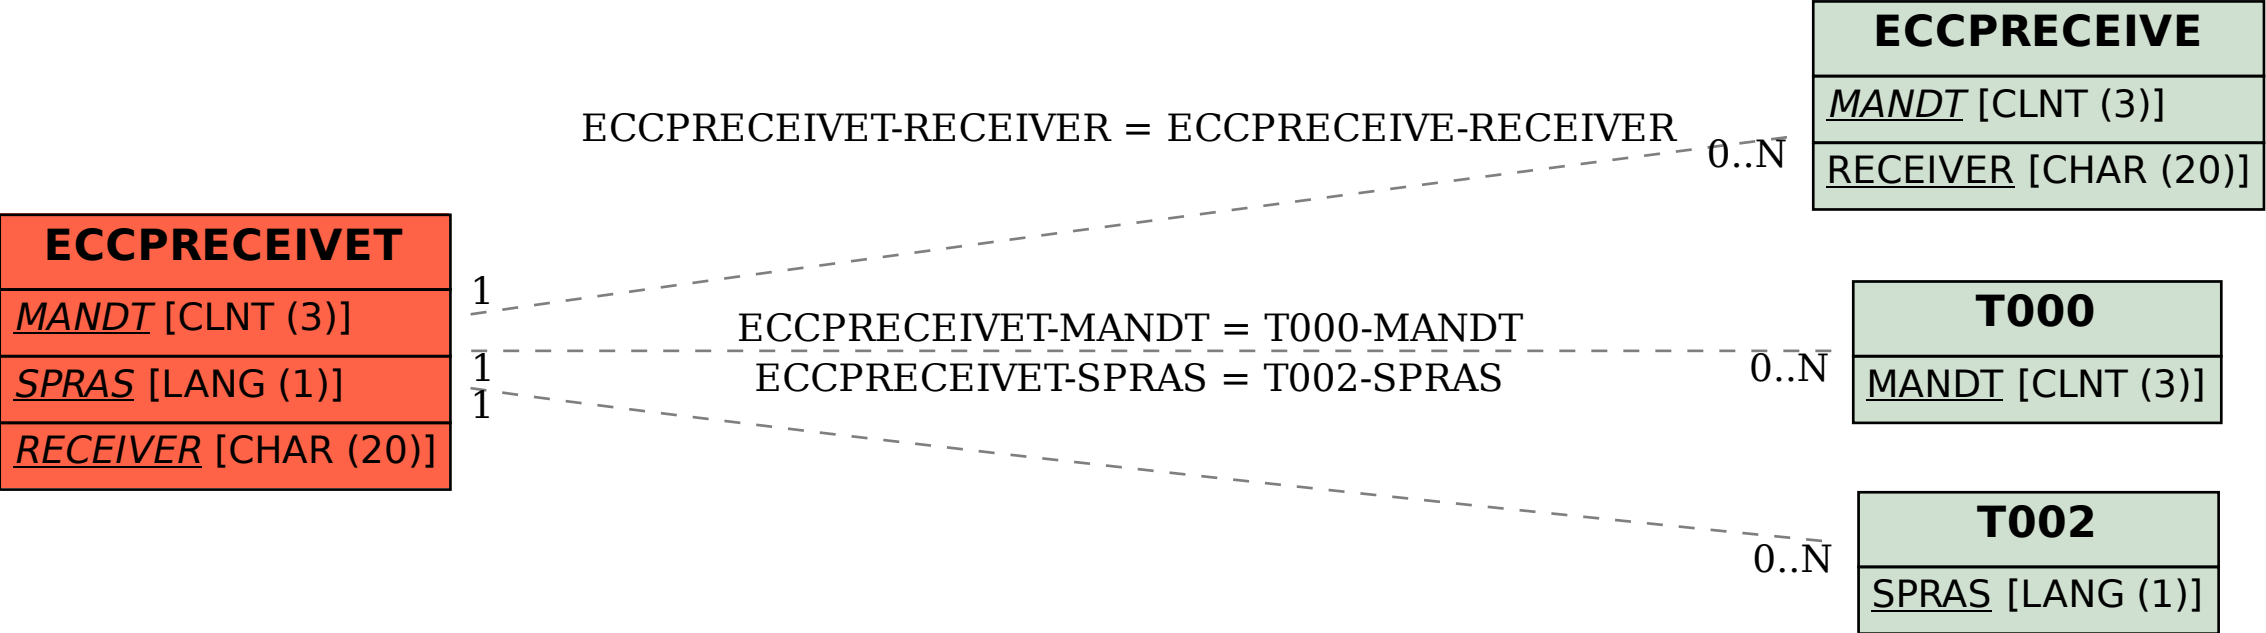 ECCPRECEIVE
MANDT [CLNT (3)]
RECEIVER [CHAR (20)]
ECCPRECEIVET-RECEIVER = ECCPRECEIVE-RECEIVER
0..N
ECCPRECEIVET
MANDT [CLNT (3)]
SPRAS [LANG (1)]
RECEIVER [CHAR (20)]
1
1
1
ECCPRECEIVET-MANDT = T000-MANDT
0..N
ECCPRECEIVET-SPRAS = T002-SPRAS
T000
MANDT [CLNT (3)]
0..N
T002
SPRAS [LANG (1)]